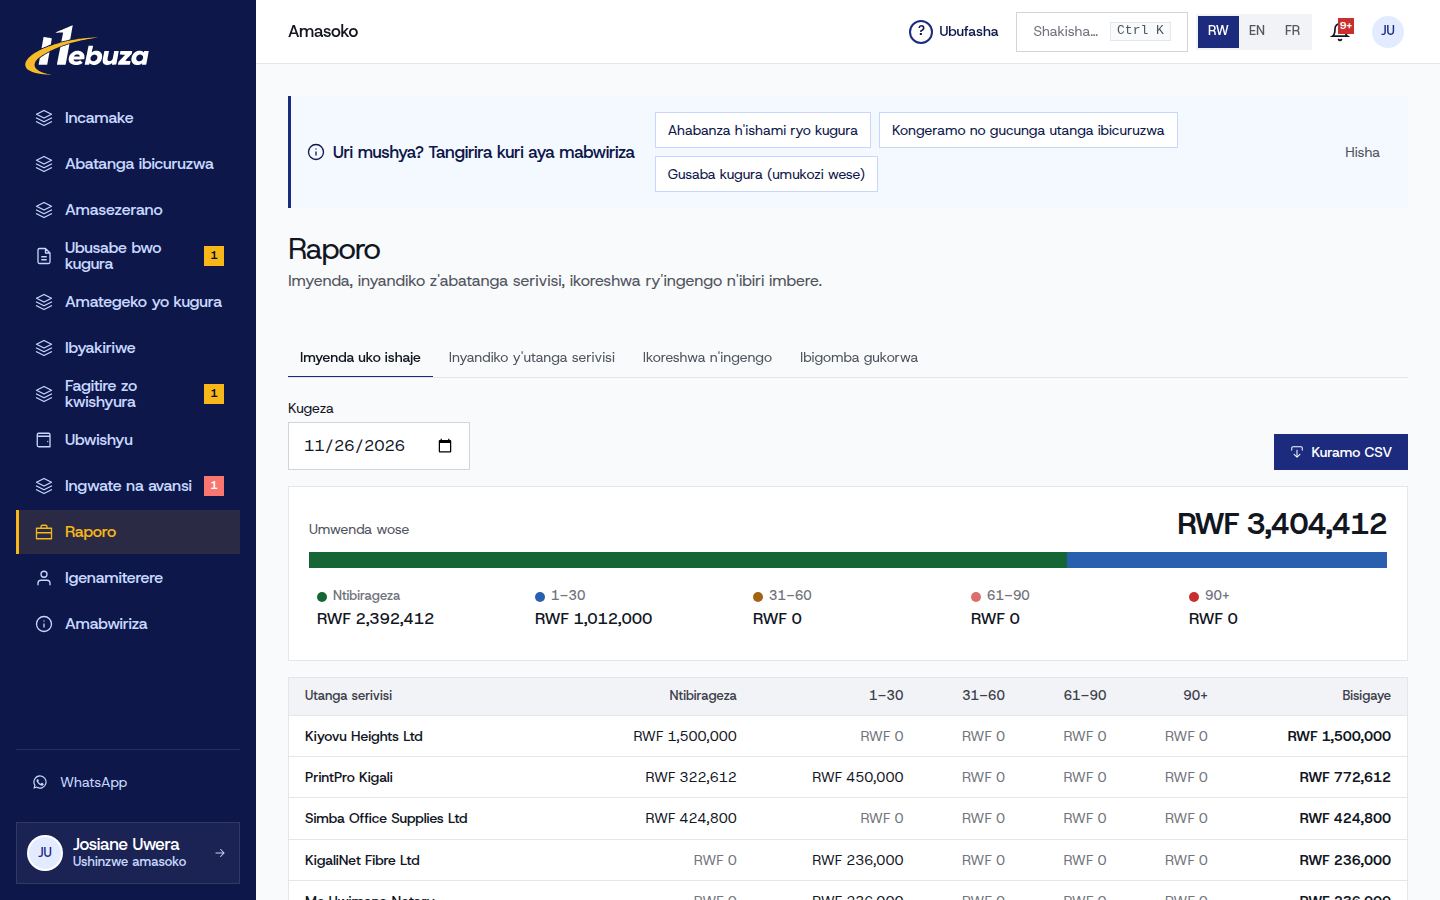 Hebuza
Incamake
Abatanga ibicuruzwa
Amasezerano
Ubusabe bwo kugura
1
Amategeko yo kugura
Ibyakiriwe
Fagitire zo kwishyura
1
Ubwishyu
Ingwate na avansi
1
Raporo
Igenamiterere
Amabwiriza
WhatsApp
JU
Josiane Uwera
Ushinzwe amasoko
Amasoko
? Ubufasha
Shakisha... Ctrl K
RW EN FR
9+
JU
Uri mushya? Tangirira kuri aya mabwiriza
Ahabanza h'ishami ryo kugura
Kongeramo no gucunga utanga ibicuruzwa
Gusaba kugura (umukozi wese)
Hisha
Raporo
Imyenda, inyandiko z'abatanga serivisi, ikoreshwa ry'ingengo n'ibiri imbere.
Imyenda uko ishaje Inyandiko y'utanga serivisi Ikoreshwa n'ingengo Ibigomba gukorwa
Kugeza
11/26/2026
Kuramo CSV
Umwenda wose RWF 3,404,412
Ntibirageza 1–30 31–60 61–90 90+
RWF 2,392,412 RWF 1,012,000 RWF 0 RWF 0 RWF 0
Utanga serivisi Ntibirageza 1–30 31–60 61–90 90+ Bisigaye
Kiyovu Heights Ltd RWF 1,500,000 RWF 0 RWF 0 RWF 0 RWF 0 RWF 1,500,000
PrintPro Kigali RWF 322,612 RWF 450,000 RWF 0 RWF 0 RWF 0 RWF 772,612
Simba Office Supplies Ltd RWF 424,800 RWF 0 RWF 0 RWF 0 RWF 0 RWF 424,800
KigaliNet Fibre Ltd RWF 0 RWF 236,000 RWF 0 RWF 0 RWF 0 RWF 236,000